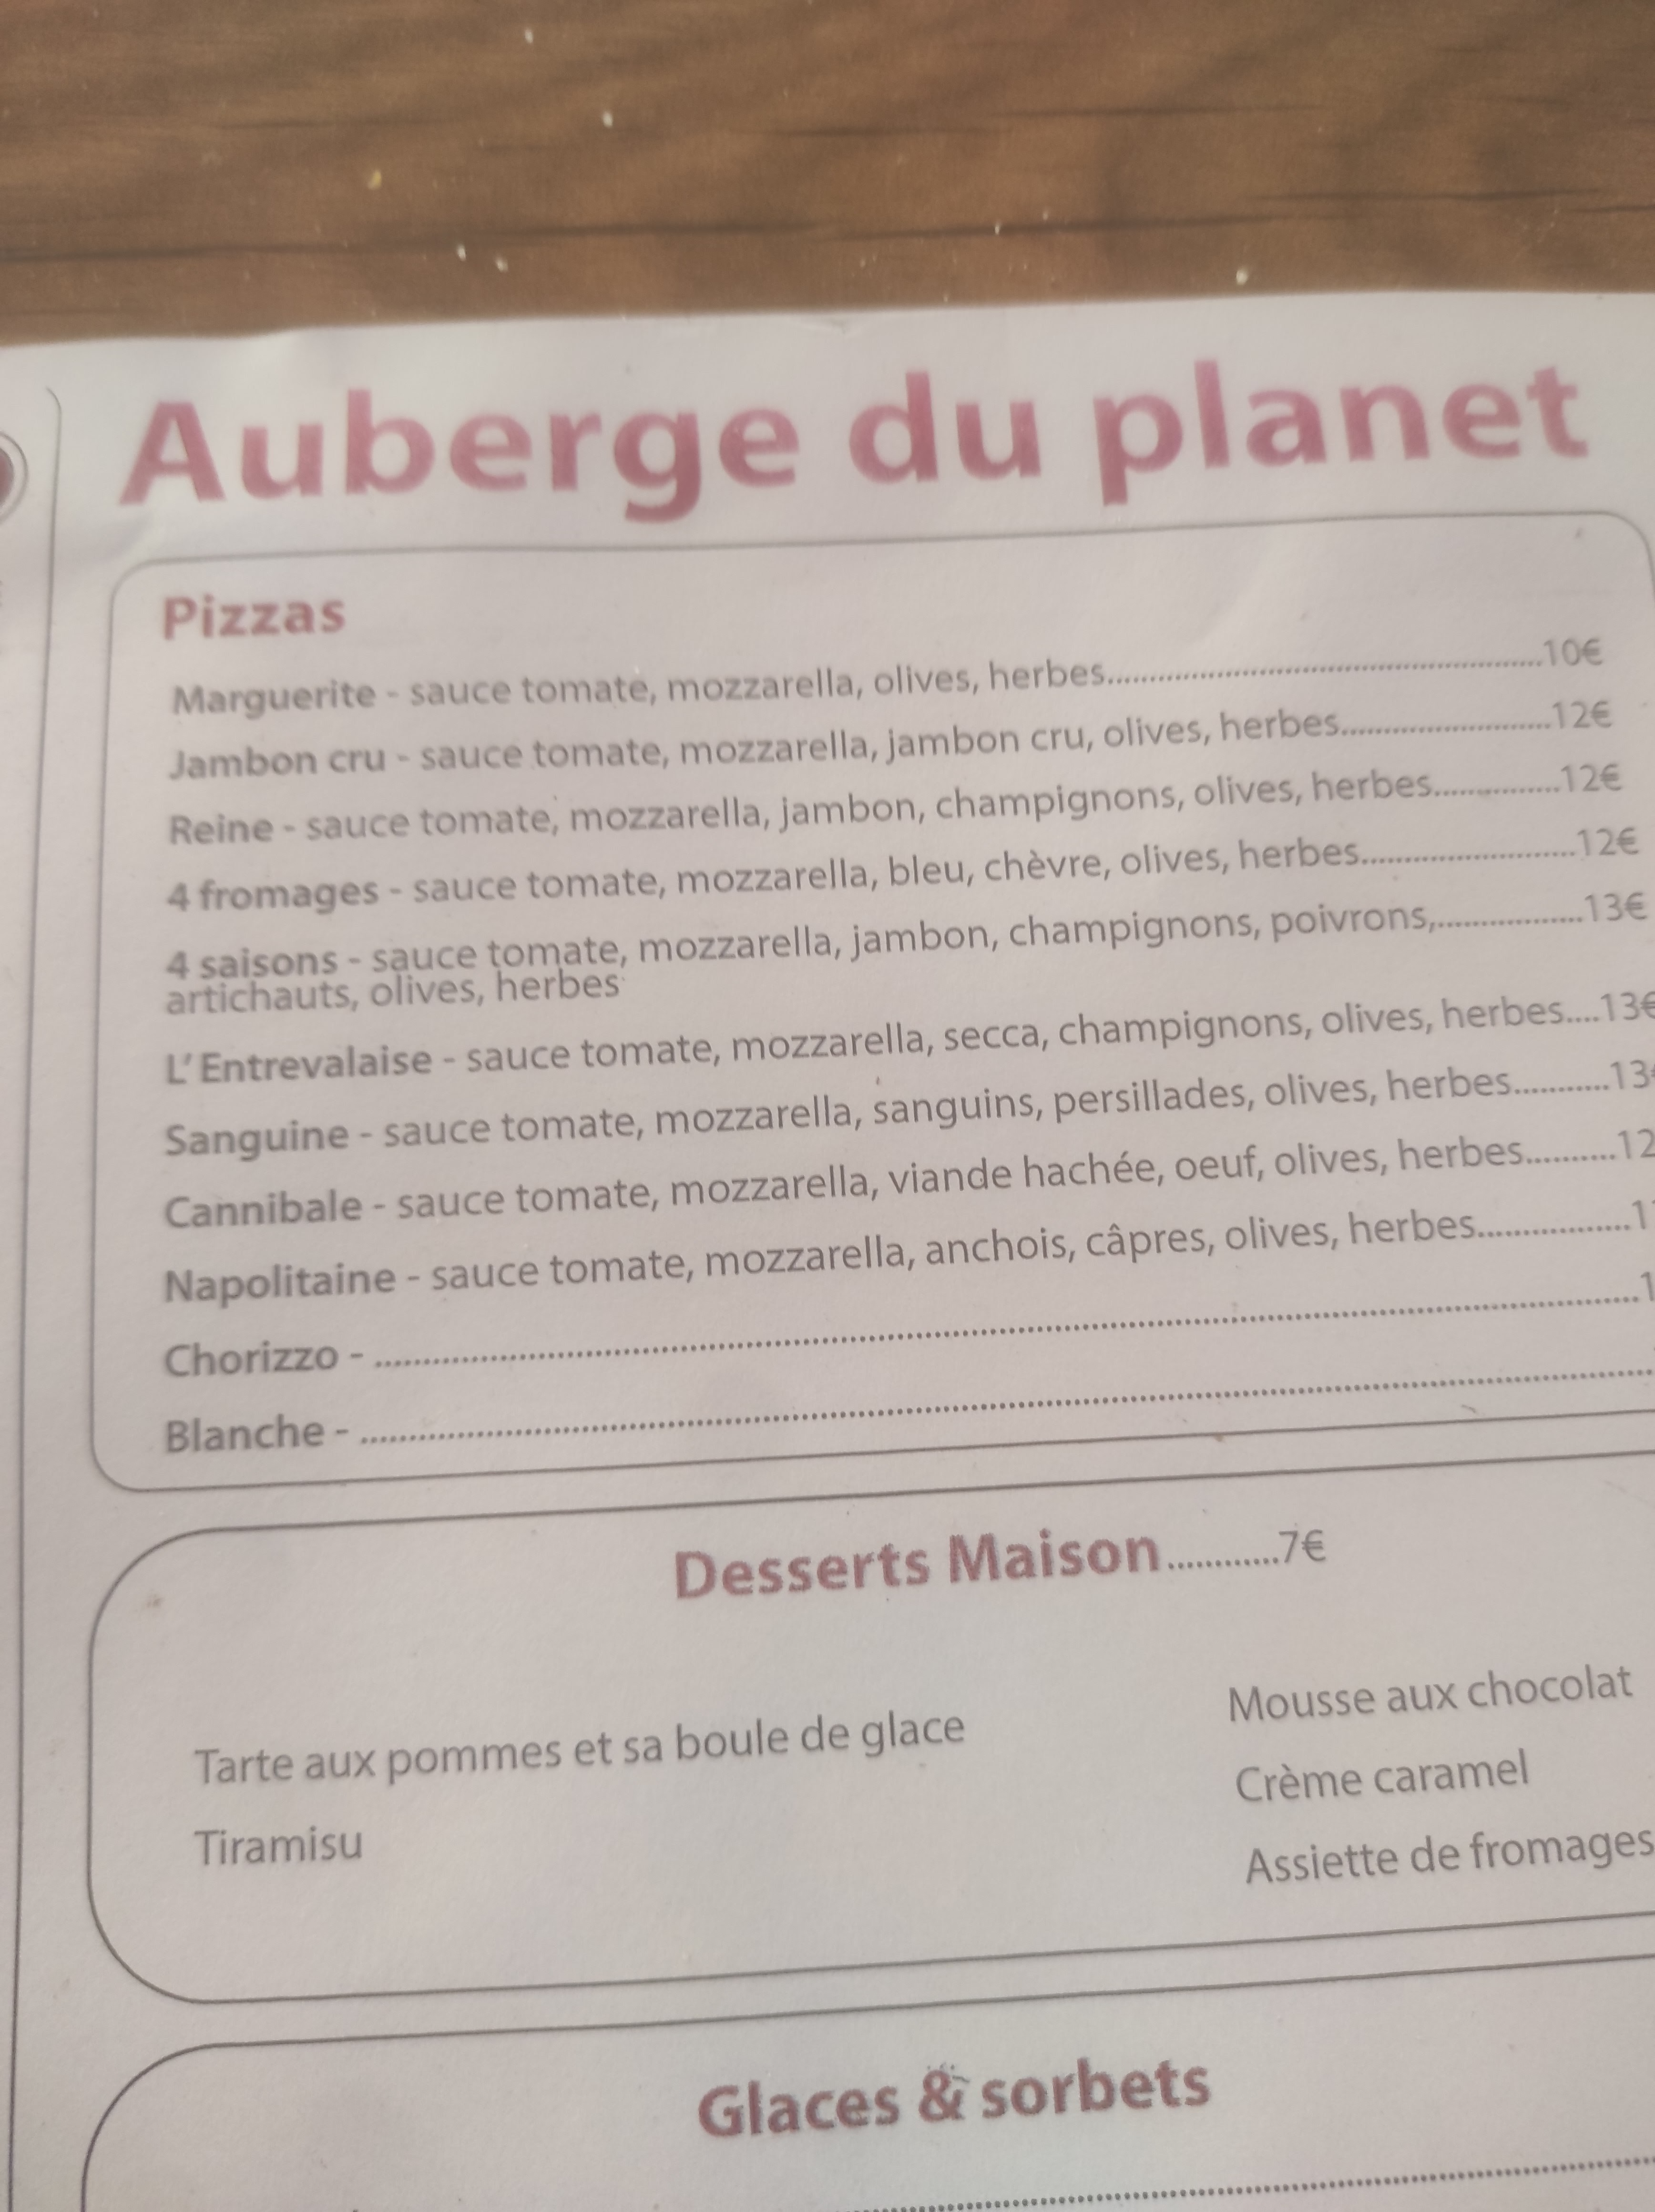 Auberge du planet
Pizzas
Marguerite - sauce tomate, mozzarella, olives, herbes..........10€
Jambon cru - sauce tomate, mozzarella, jambon cru, olives, herbes..........12€
Reine - sauce tomate, mozzarella, jambon, champignons, olives, herbes..........12€
4 fromages - sauce tomate, mozzarella, bleu, chèvre, olives, herbes..........12€
4 saisons - sauce tomate, mozzarella, jambon, champignons, poivrons,..........13€
artichauts, olives, herbes
L'Entrevalaise - sauce tomate, mozzarella, secca, champignons, olives, herbes....13€
Sanguine - sauce tomate, mozzarella, sanguins, persillades, olives, herbes..........13€
Cannibale - sauce tomate, mozzarella, viande hachée, oeuf, olives, herbes..........12
Napolitaine - sauce tomate, mozzarella, anchois, câpres, olives, herbes..........
Chorizzo - ..........
Blanche - ..........
Desserts Maison..........7€
Tarte aux pommes et sa boule de glace
Tiramisu
Mousse aux chocolat
Crème caramel
Assiette de fromages
Glaces & sorbets